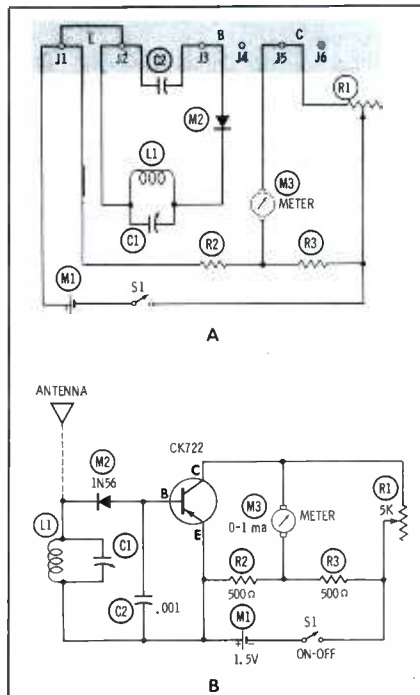 L
C2
B
C
J1
J2
J3
J4
J5
J6
R1
M2
L1
M3
METER
C1
R2
R3
M1
S1
A
ANTENNA
M2
1N56
CK722
C
B
E
M3
0-1 ma
METER
R1
5K
L1
C1
C2
.001
R2
500Ω
R3
500Ω
M1
+ -
1.5V
S1
ON-OFF
B